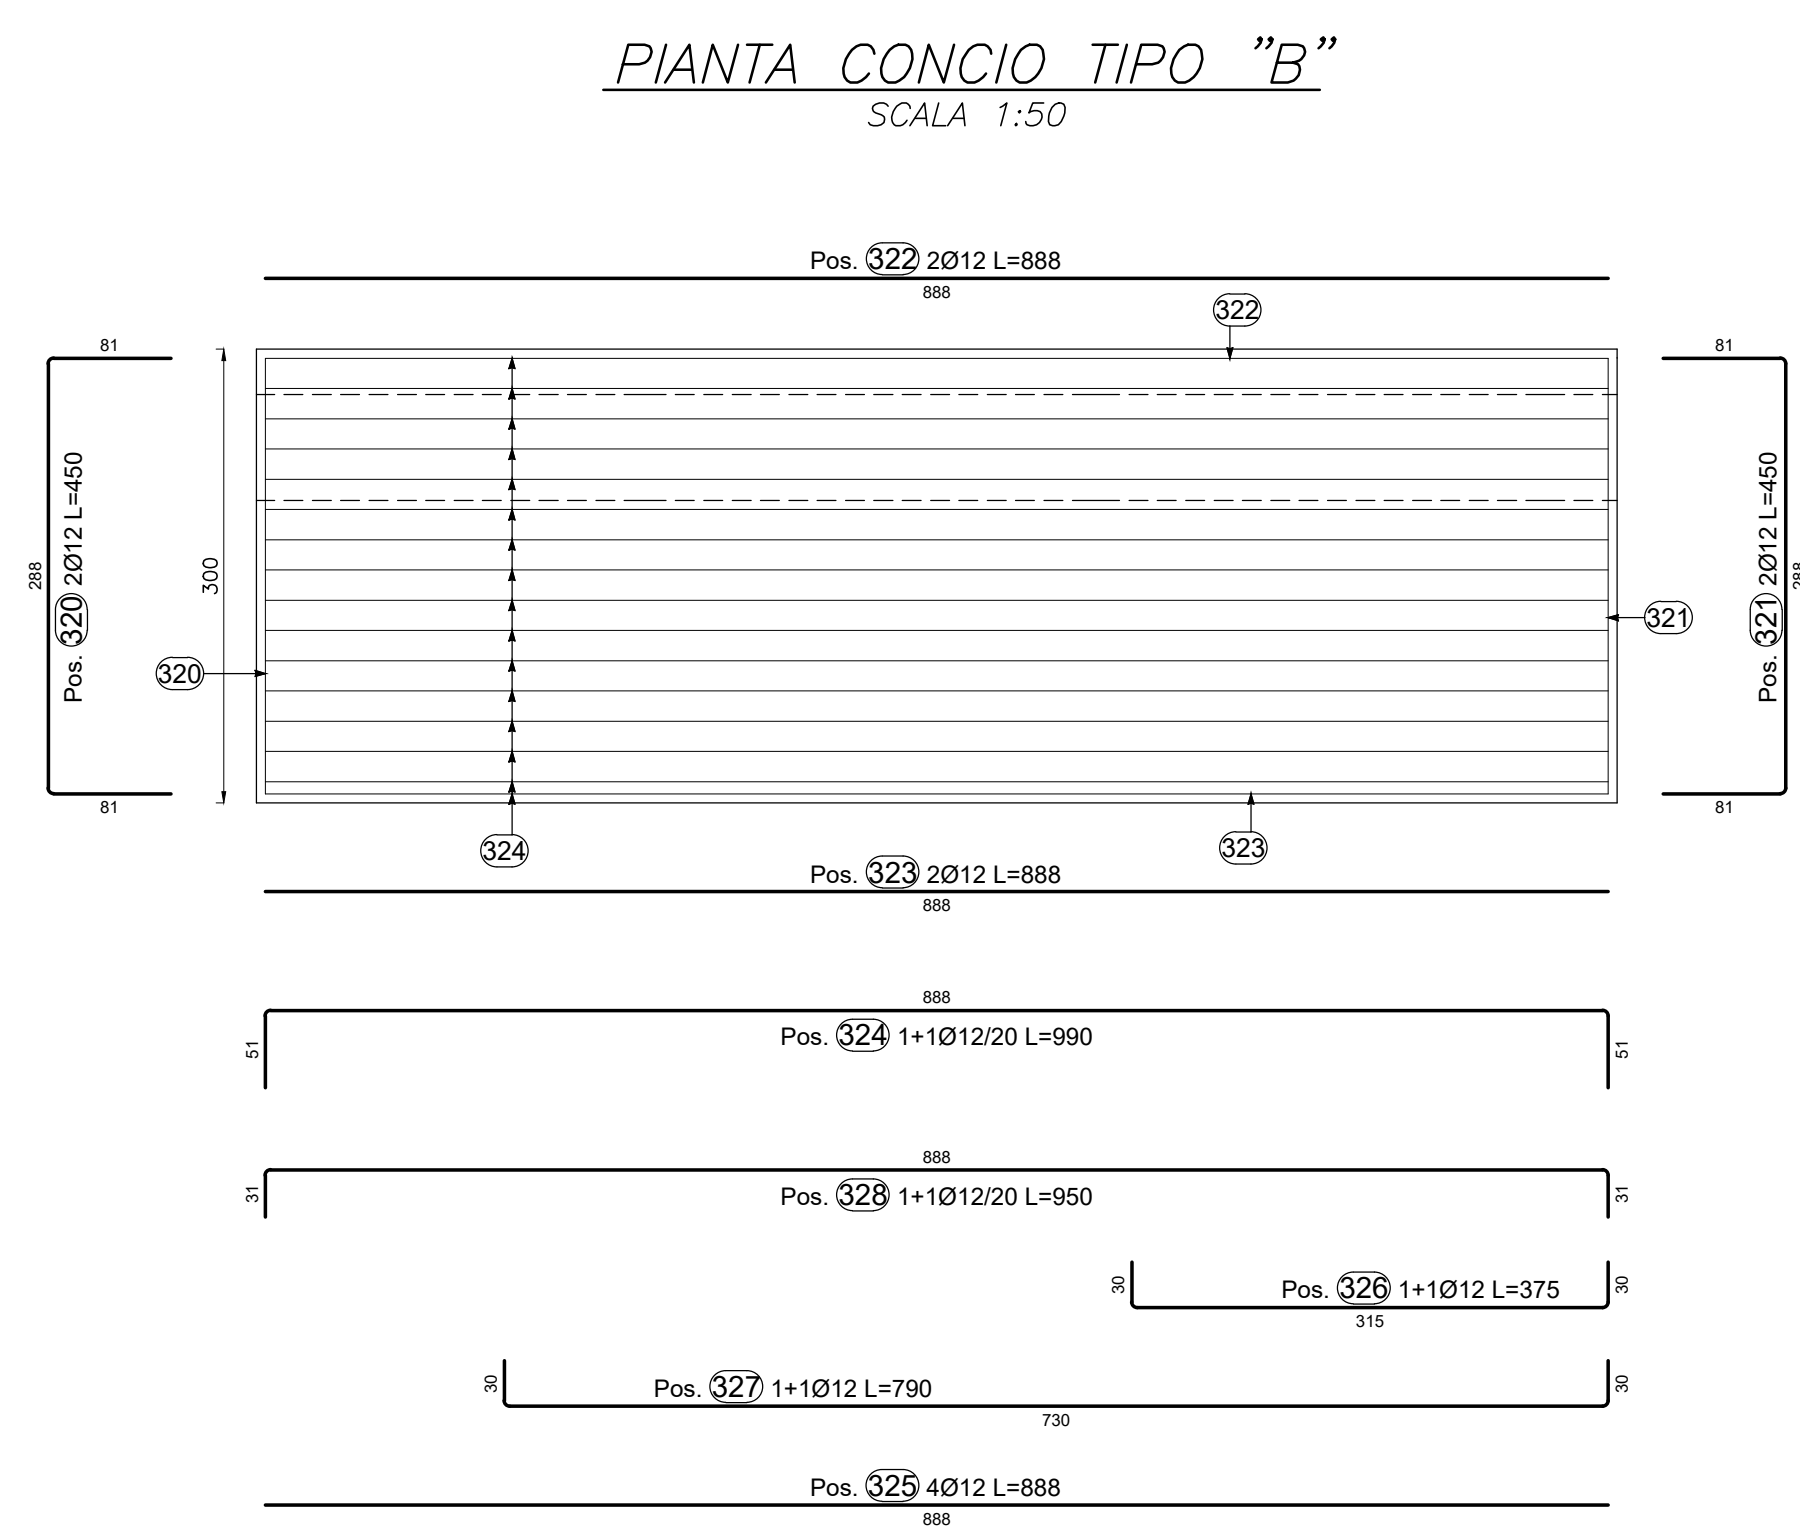 PIANTA CONCIO TIPO "B"
SCALA 1:50
Pos. 322 2Ø12 L=888
888
322
81
81
288
Pos. 320 2Ø12 L=450
300
320
321
Pos. 321 2Ø12 L=450
288
81
81
324
323
Pos. 323 2Ø12 L=888
888
888
51
Pos. 324 1+1Ø12/20 L=990
51
888
31
Pos. 328 1+1Ø12/20 L=950
31
30
Pos. 326 1+1Ø12 L=375
30
315
30
Pos. 327 1+1Ø12 L=790
30
730
Pos. 325 4Ø12 L=888
888